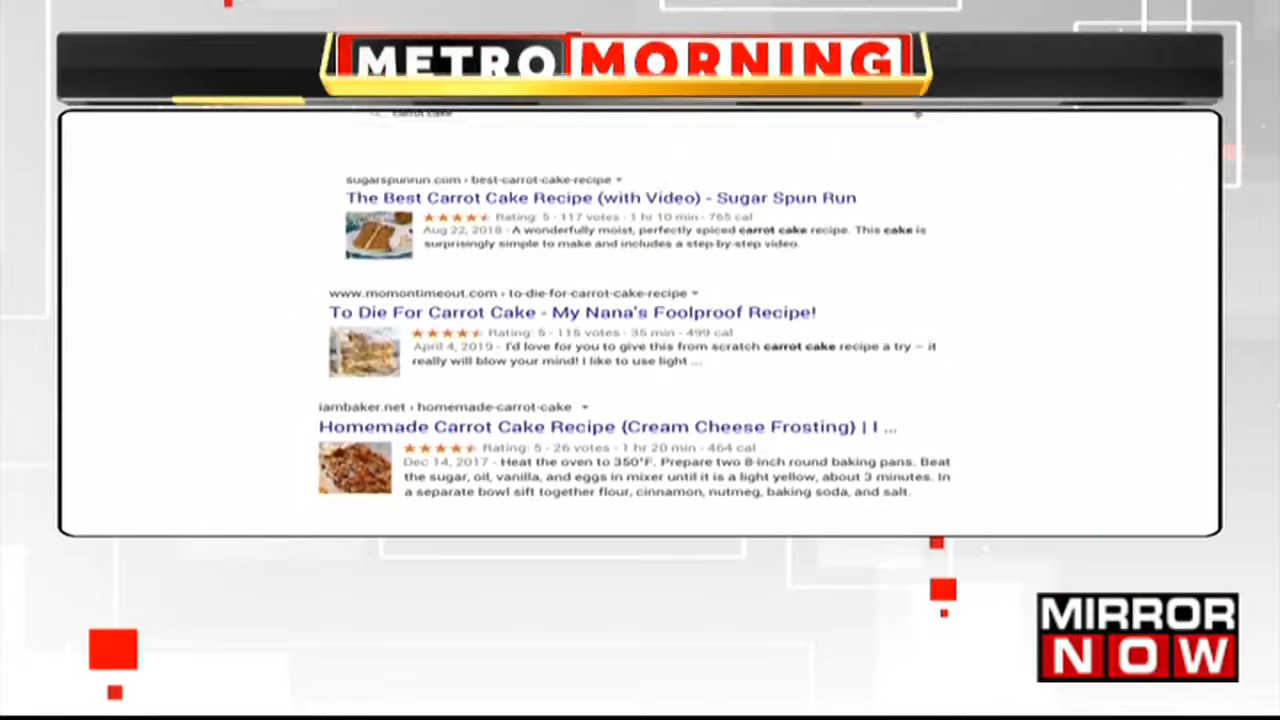 METRO MORNING
carrot cake
sugarspunrun.com › best-carrot-cake-recipe
The Best Carrot Cake Recipe (with Video) - Sugar Spun Run
Rating: 5 - 117 votes - 1 hr 10 min - 765 cal
Aug 22, 2018 - A wonderfully moist, perfectly spiced carrot cake recipe. This cake is
surprisingly simple to make and includes a step-by-step video.
www.momontimeout.com › to-die-for-carrot-cake-recipe
To Die For Carrot Cake - My Nana's Foolproof Recipe!
Rating: 5 - 115 votes - 35 min - 499 cal
April 4, 2019 - I'd love for you to give this from scratch carrot cake recipe a try – it
really will blow your mind! I like to use light ...
iambaker.net › homemade-carrot-cake
Homemade Carrot Cake Recipe {Cream Cheese Frosting} | I ...
Rating: 5 - 26 votes - 1 hr 20 min - 464 cal
Dec 14, 2017 - Heat the oven to 350°F. Prepare two 8-inch round baking pans. Beat
the sugar, oil, vanilla, and eggs in mixer until it is a light yellow, about 3 minutes. In
a separate bowl sift together flour, cinnamon, nutmeg, baking soda, and salt.
MIRROR
NOW